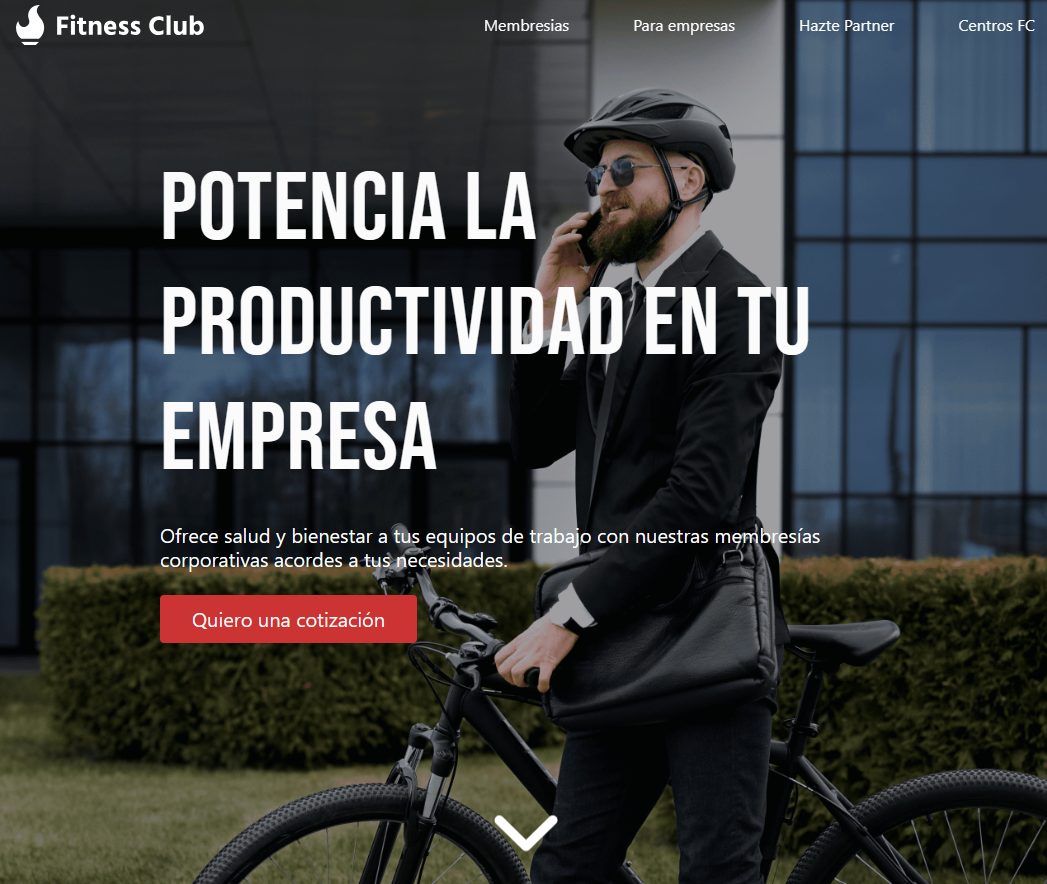 Fitness Club
Membresias
Para empresas
Hazte Partner
Centros FC
POTENCIA LA
PRODUCTIVIDAD EN TU
EMPRESA
Ofrece salud y bienestar a tus equipos de trabajo con nuestras membresías
corporativas acordes a tus necesidades.
Quiero una cotización